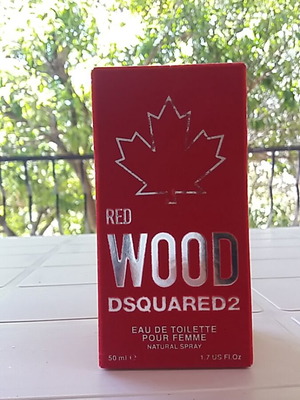 RED
WOOD
DSQUARED2
EAU DE TOILETTE
POUR FEMME
NATURAL SPRAY
50 ml ℮ 1.7 US Fl.Oz